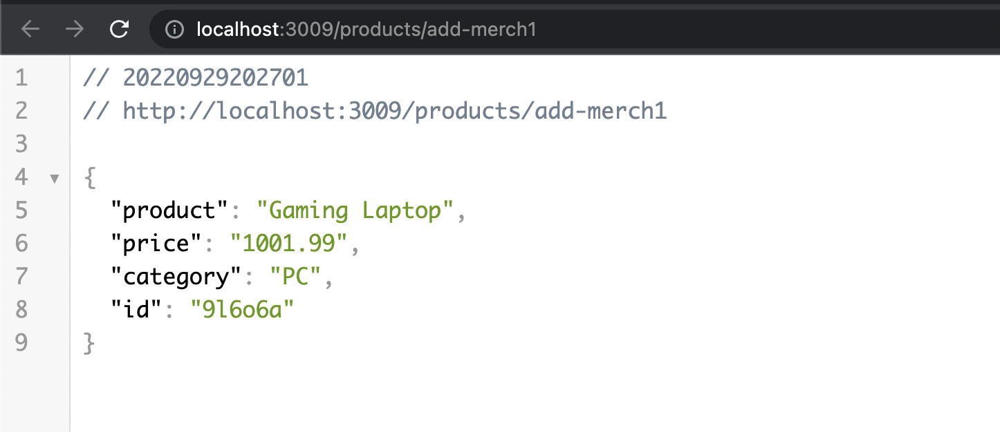 localhost:3009/products/add-merch1
1 // 20220929202701
2 // http://localhost:3009/products/add-merch1
3
4 ▼ {
5 "product": "Gaming Laptop",
6 "price": "1001.99",
7 "category": "PC",
8 "id": "9l6o6a"
9 }